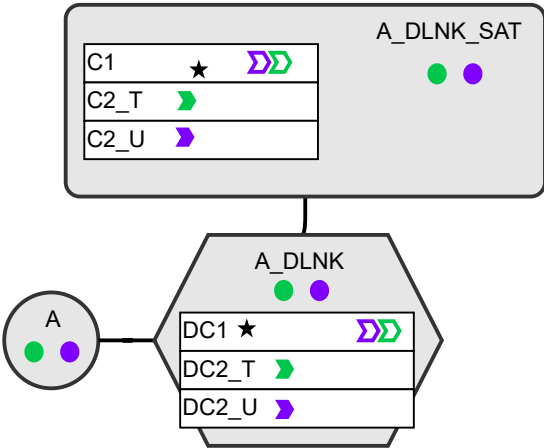 A_DLNK_SAT
C1
C2_T
C2_U
A_DLNK
A
DC1
DC2_T
DC2_U